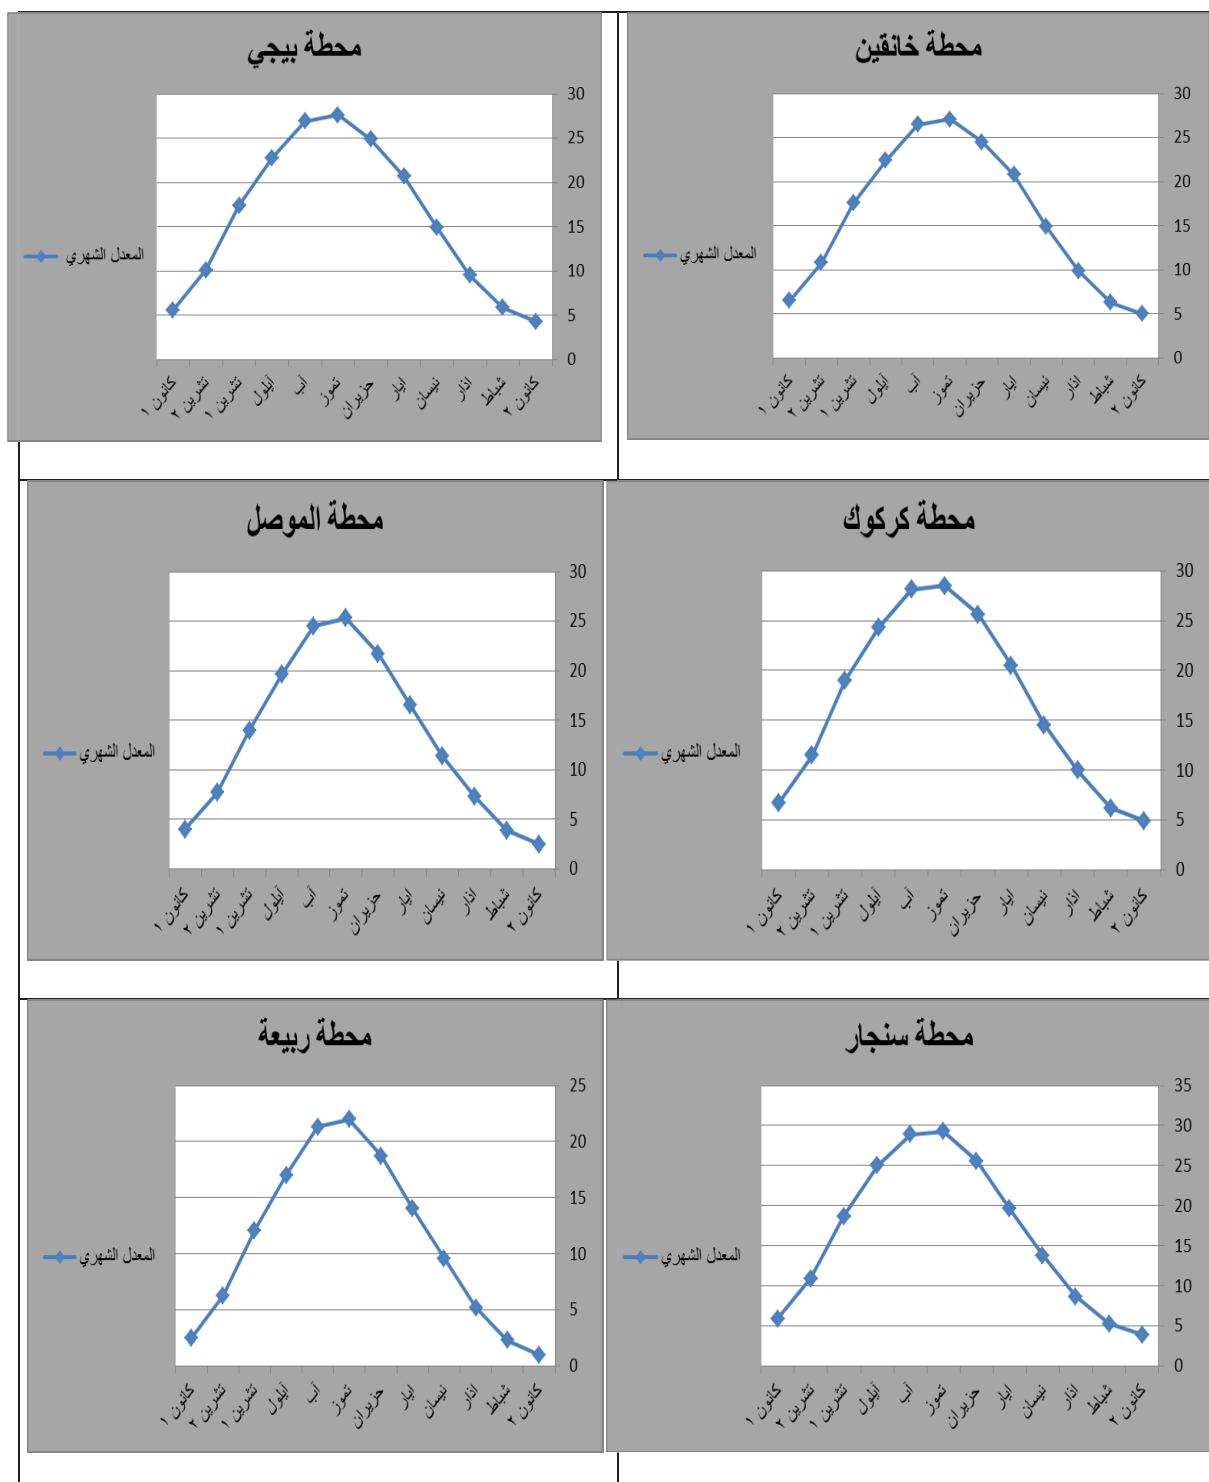 محطة خانقين
30
25
20
15
10
5
0
المعدل الشهري
كانون ٢
شباط
اذار
نيسان
ايار
حزيران
تموز
آب
أيلول
تشرين ١
تشرين ٢
كانون ١
محطة بيجي
30
25
20
15
10
5
0
المعدل الشهري
كانون ٢
شباط
اذار
نيسان
ايار
حزيران
تموز
آب
أيلول
تشرين ١
تشرين ٢
كانون ١
محطة كركوك
30
25
20
15
10
5
0
المعدل الشهري
كانون ٢
شباط
اذار
نيسان
ايار
حزيران
تموز
آب
أيلول
تشرين ١
تشرين ٢
كانون ١
محطة الموصل
30
25
20
15
10
5
0
المعدل الشهري
كانون ٢
شباط
اذار
نيسان
ايار
حزيران
تموز
آب
أيلول
تشرين ١
تشرين ٢
كانون ١
محطة سنجار
35
30
25
20
15
10
5
0
المعدل الشهري
كانون ٢
شباط
اذار
نيسان
ايار
حزيران
تموز
آب
أيلول
تشرين ١
تشرين ٢
كانون ١
محطة ربيعة
25
20
15
10
5
0
المعدل الشهري
كانون ٢
شباط
اذار
نيسان
ايار
حزيران
تموز
آب
أيلول
تشرين ١
تشرين ٢
كانون ١